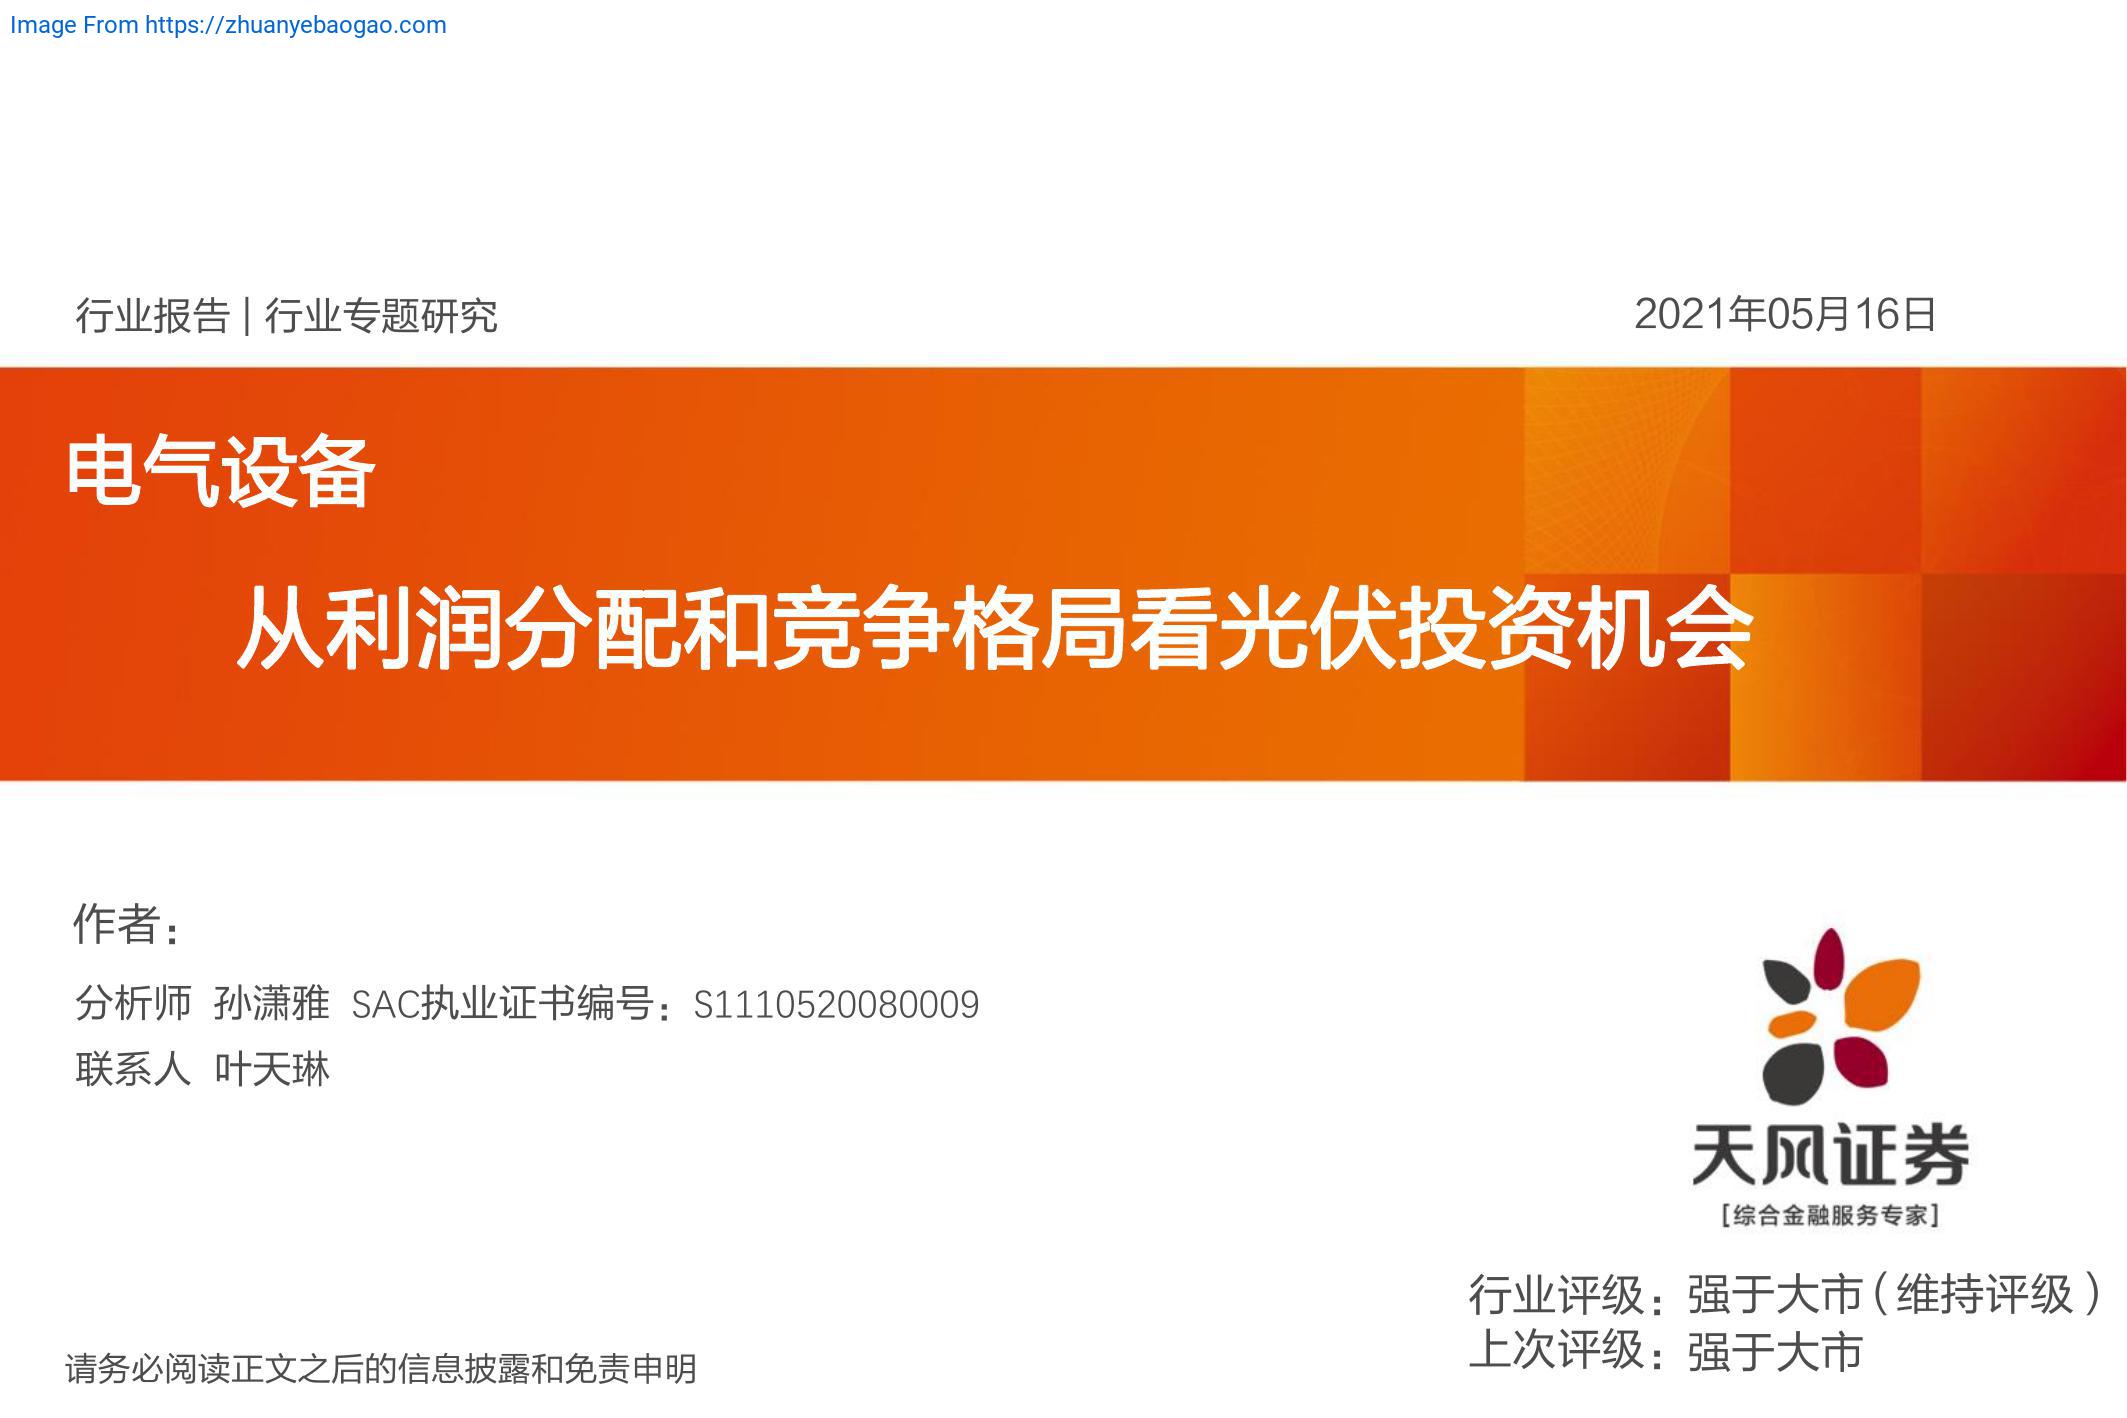 Image From https://zhuanyebaogao.com
行业报告 | 行业专题研究
2021年05月16日
电气设备
从利润分配和竞争格局看光伏投资机会
作者：
分析师 孙潇雅 SAC执业证书编号：S1110520080009
联系人 叶天琳
天风证券
[综合金融服务专家]
行业评级：强于大市（维持评级）
上次评级：强于大市
请务必阅读正文之后的信息披露和免责申明